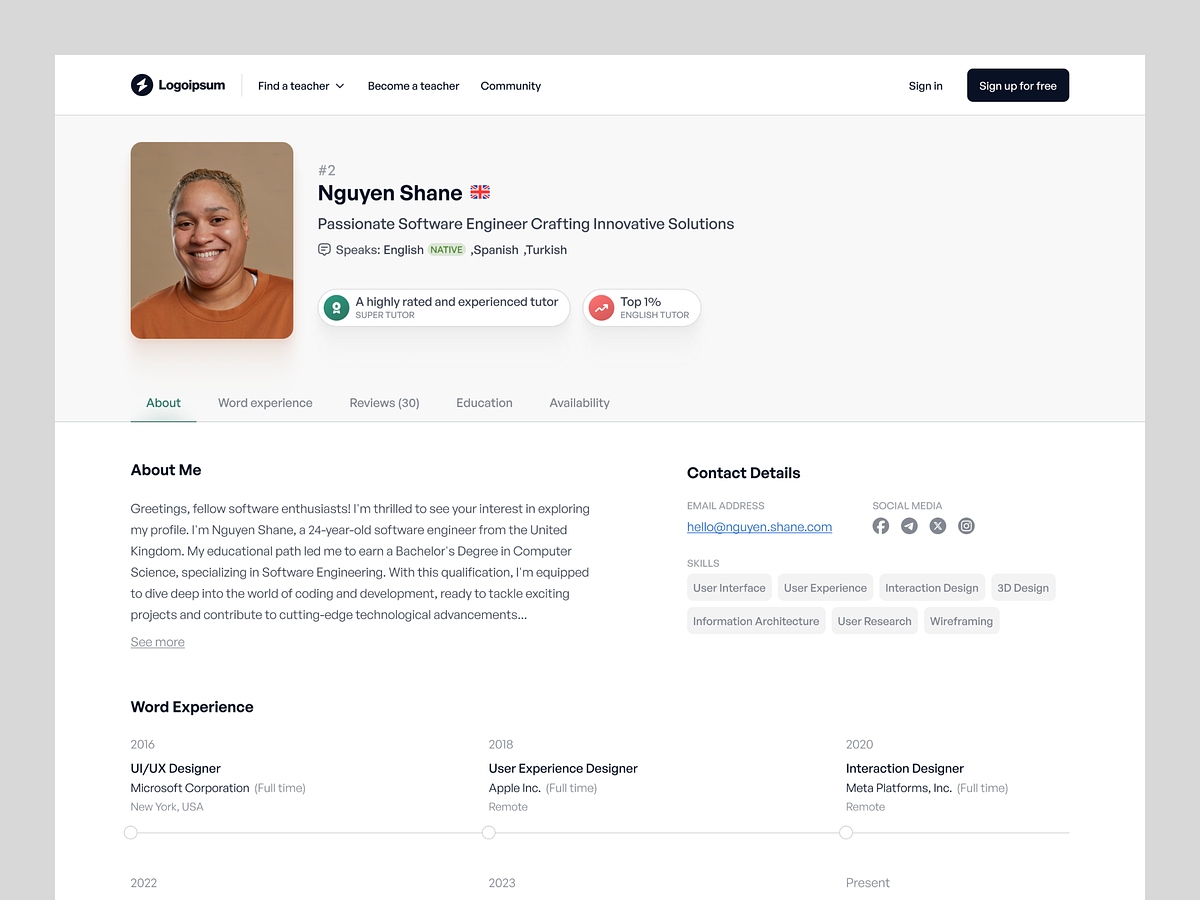 Logoipsum
Find a teacher
Become a teacher
Community
Sign in
Sign up for free
#2
Nguyen Shane
Passionate Software Engineer Crafting Innovative Solutions
Speaks: English NATIVE ,Spanish ,Turkish
A highly rated and experienced tutor
SUPER TUTOR
Top 1%
ENGLISH TUTOR
About
Word experience
Reviews (30)
Education
Availability
About Me
Greetings, fellow software enthusiasts! I'm thrilled to see your interest in exploring
my profile. I'm Nguyen Shane, a 24-year-old software engineer from the United
Kingdom. My educational path led me to earn a Bachelor's Degree in Computer
Science, specializing in Software Engineering. With this qualification, I'm equipped
to dive deep into the world of coding and development, ready to tackle exciting
projects and contribute to cutting-edge technological advancements...
See more
Contact Details
EMAIL ADDRESS
hello@nguyen.shane.com
SOCIAL MEDIA
SKILLS
User Interface
User Experience
Interaction Design
3D Design
Information Architecture
User Research
Wireframing
Word Experience
2016
UI/UX Designer
Microsoft Corporation (Full time)
New York, USA
2018
User Experience Designer
Apple Inc. (Full time)
Remote
2020
Interaction Designer
Meta Platforms, Inc. (Full time)
Remote
2022
2023
Present